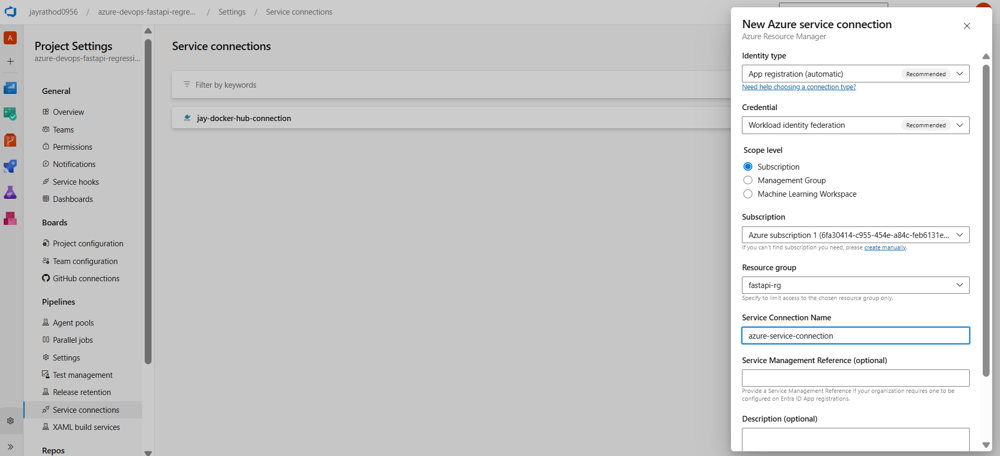 jayrathod0956 / azure-devops-fastapi-regre... / Settings / Service connections
A
Project Settings
azure-devops-fastapi-regressi...
General
Overview
Teams
Permissions
Notifications
Service hooks
Dashboards
Boards
Project configuration
Team configuration
GitHub connections
Pipelines
Agent pools
Parallel jobs
Settings
Test management
Release retention
Service connections
XAML build services
Repos
Service connections
Filter by keywords
jay-docker-hub-connection
New Azure service connection
Azure Resource Manager
Identity type
App registration (automatic) Recommended
Need help choosing a connection type?
Credential
Workload identity federation Recommended
Scope level
Subscription
Management Group
Machine Learning Workspace
Subscription
Azure subscription 1 (6fa30414-c955-454e-a84c-feb6131e...
If you can't find subscription you need, please create manually.
Resource group
fastapi-rg
Specify to limit access to the chosen resource group only.
Service Connection Name
azure-service-connection
Service Management Reference (optional)
Provide a Service Management Reference if your organization requires one to be
configured on Entra ID App registrations.
Description (optional)